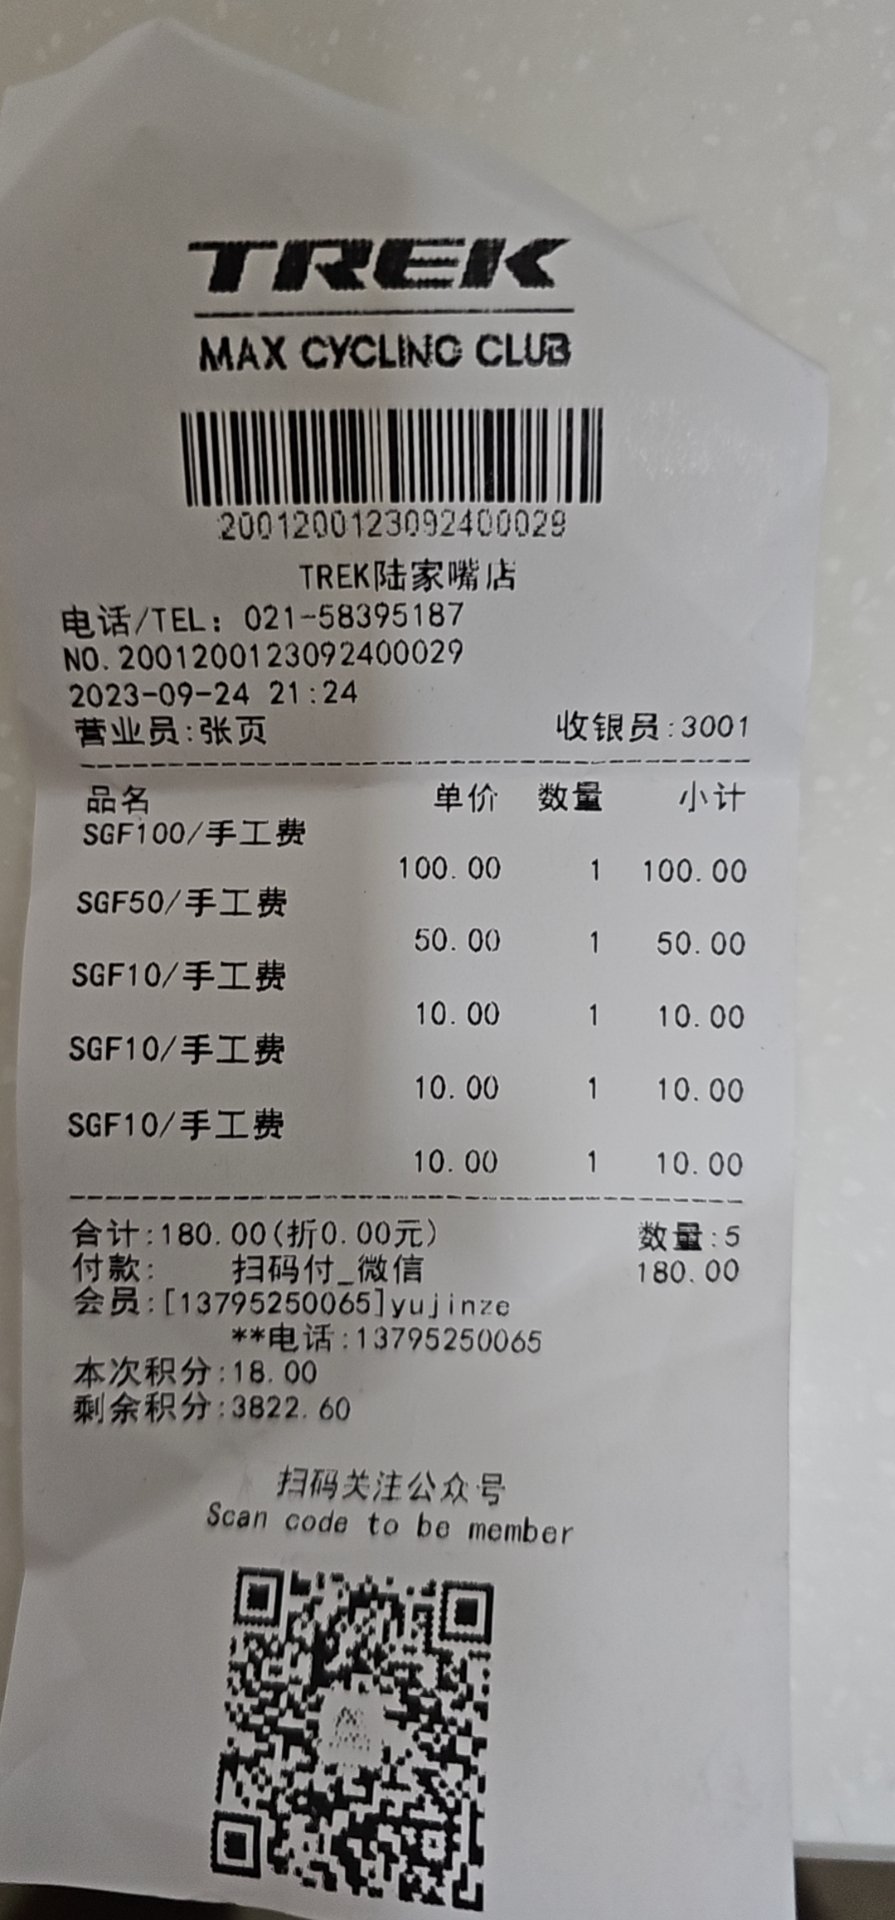 TREK
MAX CYCLING CLUB
2001200123092400029
TREK陆家嘴店
电话/TEL: 021-58395187
NO.2001200123092400029
2023-09-24 21:24
营业员:张页 收银员:3001
品名 单价 数量 小计
SGF100/手工费
100.00 1 100.00
SGF50/手工费
50.00 1 50.00
SGF10/手工费
10.00 1 10.00
SGF10/手工费
10.00 1 10.00
SGF10/手工费
10.00 1 10.00
合计:180.00(折0.00元) 数量:5
付款: 扫码付_微信 180.00
会员:[13795250065]yujinze
**电话:13795250065
本次积分:18.00
剩余积分:3822.60
扫码关注公众号
Scan code to be member